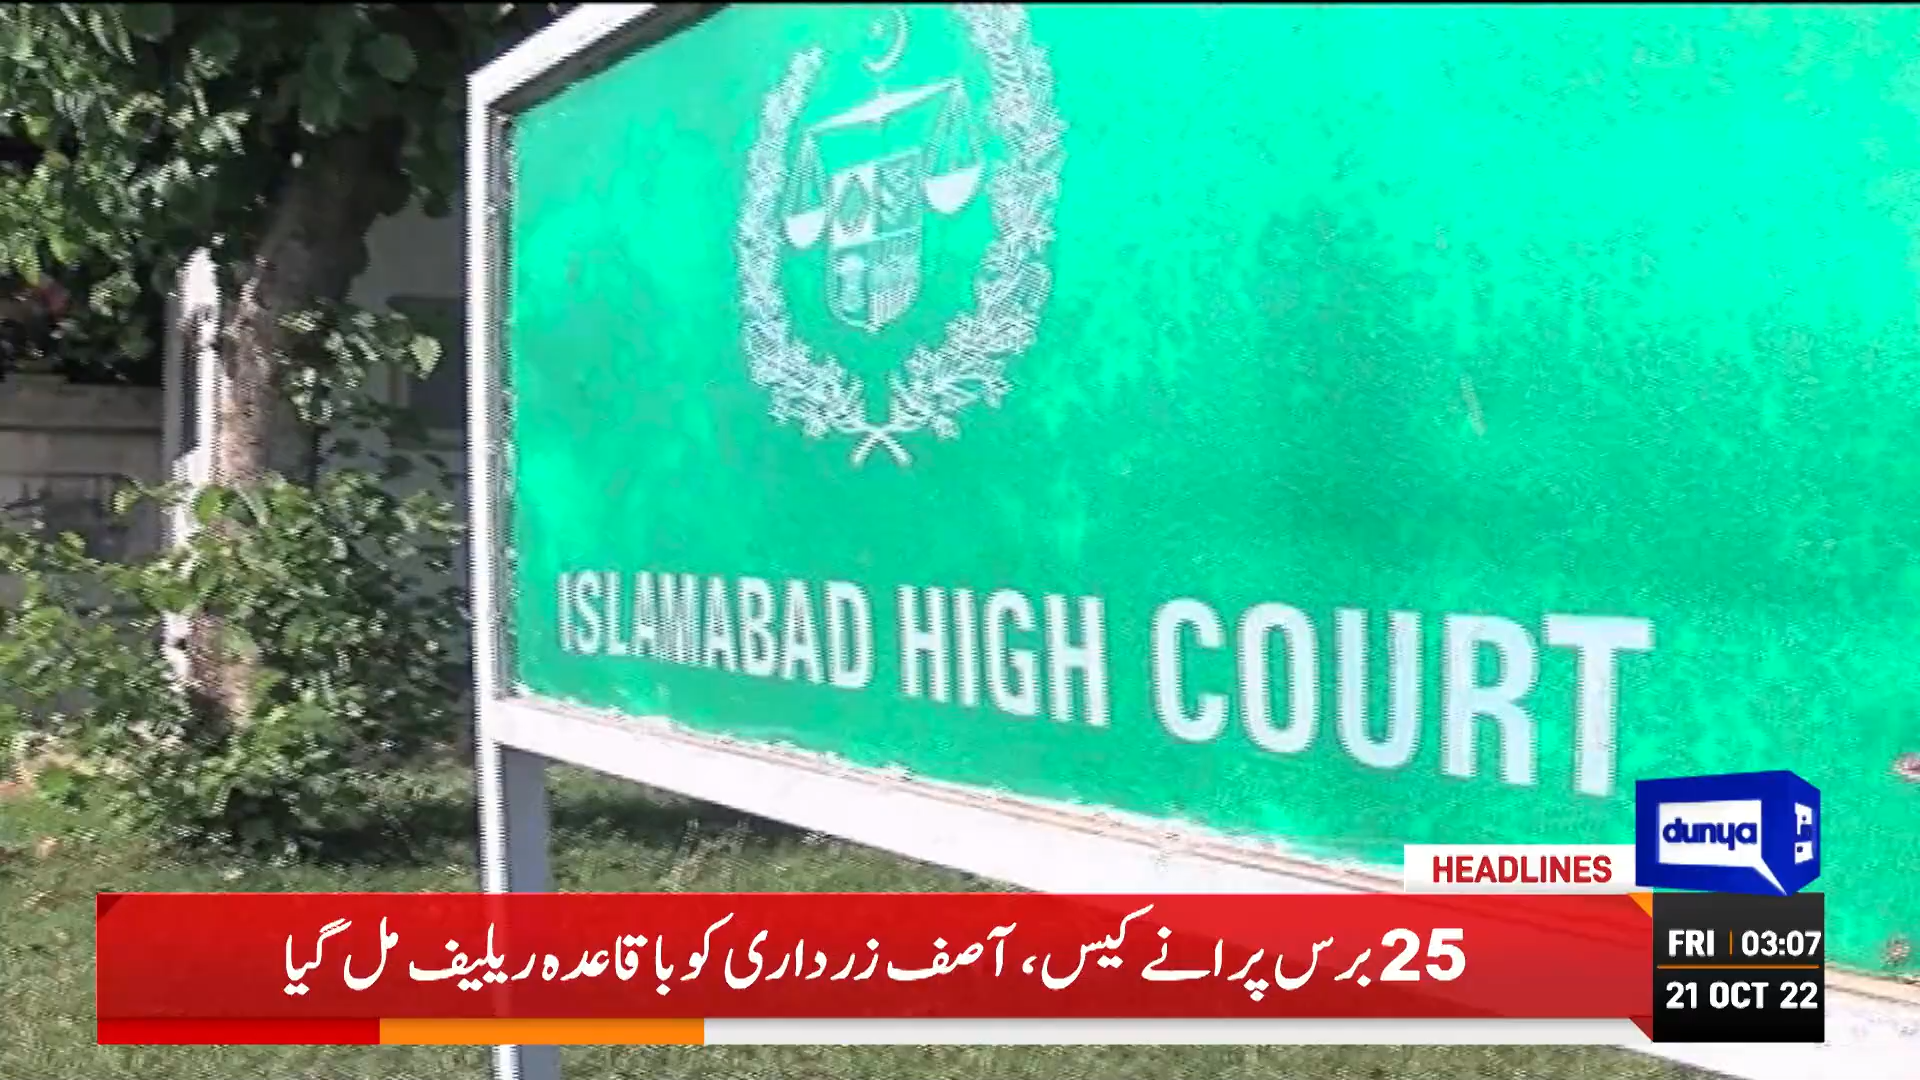 ISLAMABAD HIGH COURT
dunya
HEADLINES
25 برس پرانے کیس، آصف زرداری کو باقاعدہ ریلیف مل گیا
FRI 03:07
21 OCT 22